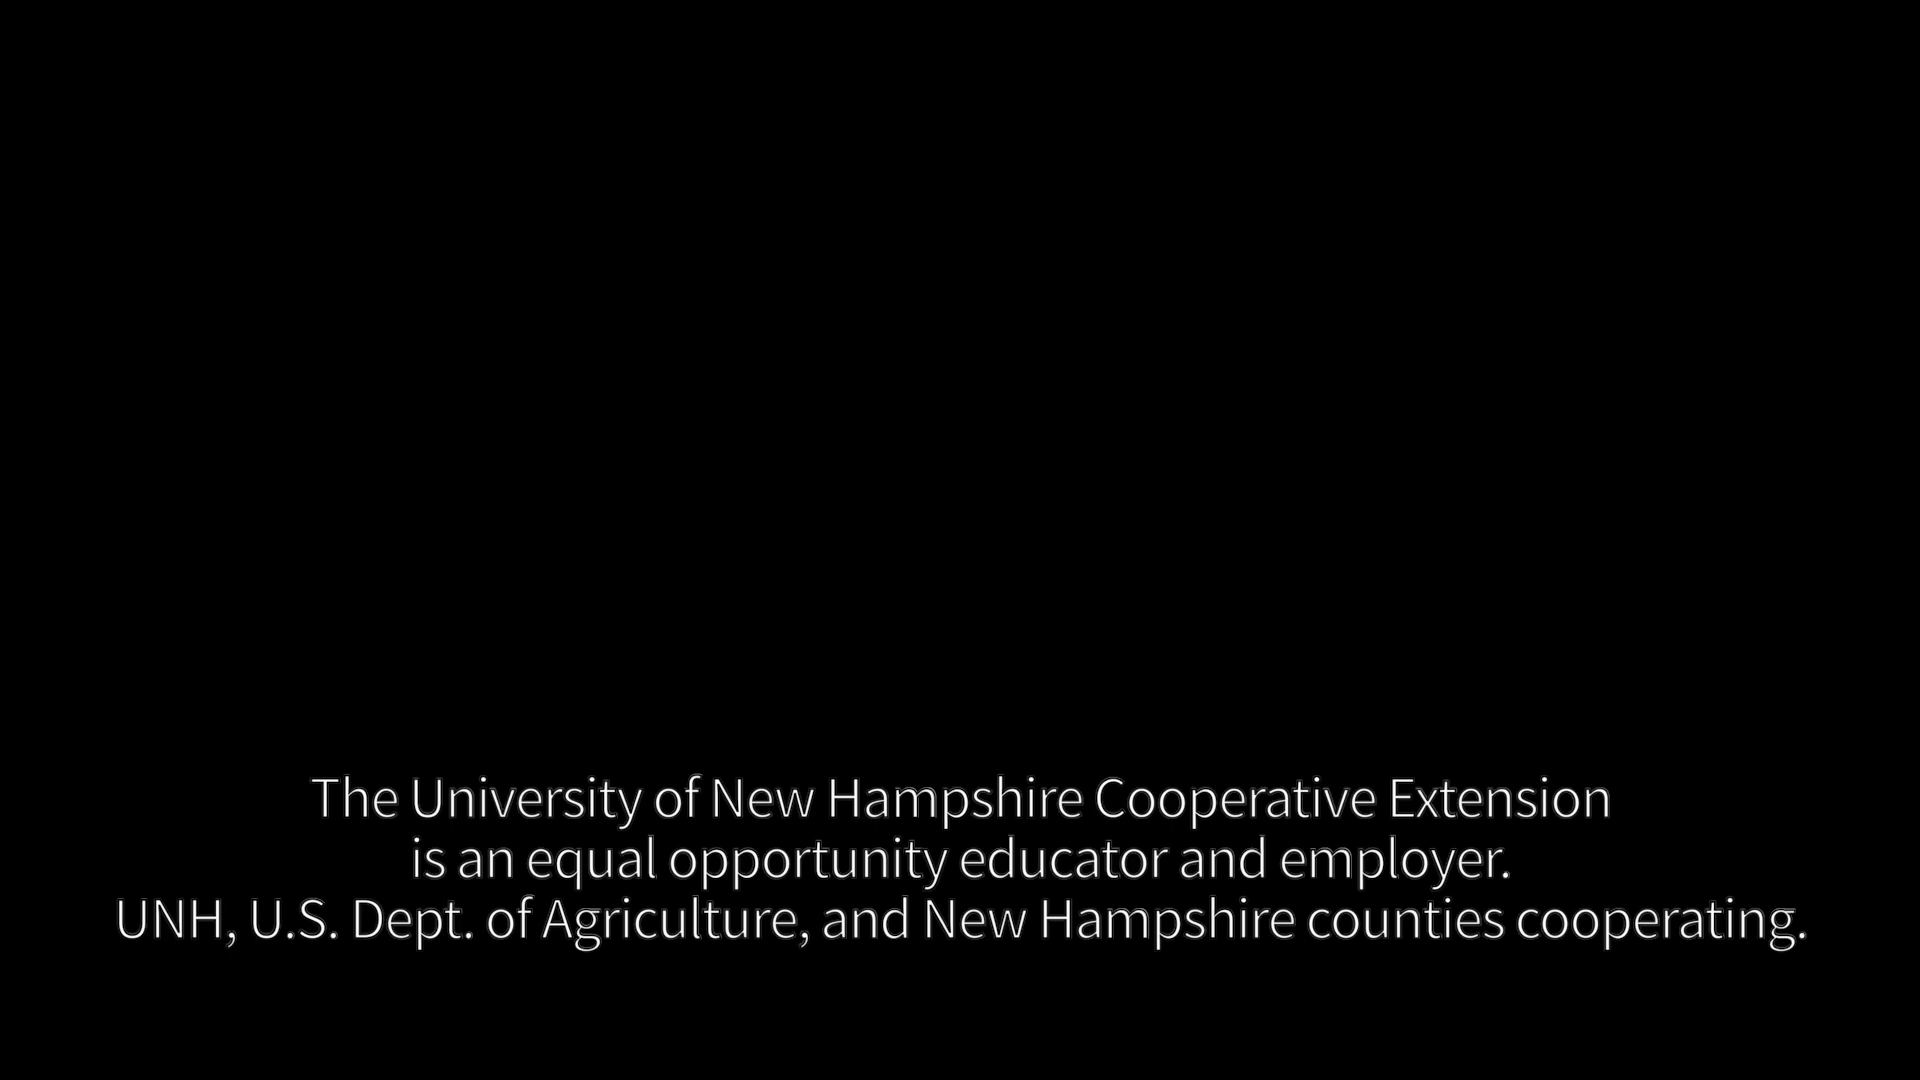 The University of New Hampshire Cooperative Extension
is an equal opportunity educator and employer.
UNH, U.S. Dept. of Agriculture, and New Hampshire counties cooperating.